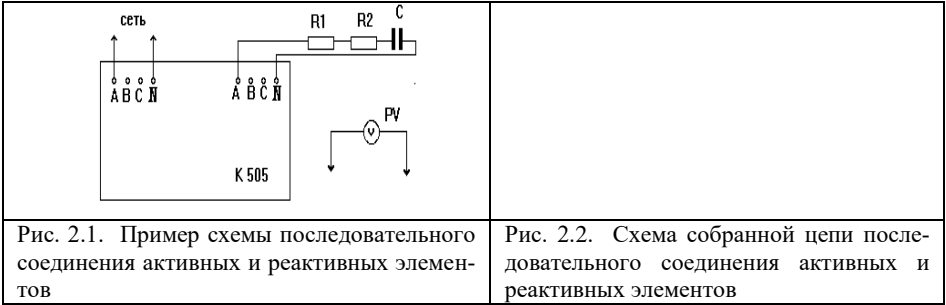 сеть
R1 R2 C
A B C N A B C N
PV
V
К 505
Рис. 2.1. Пример схемы последовательного
соединения активных и реактивных элемен-
тов
Рис. 2.2. Схема собранной цепи после-
довательного соединения активных и
реактивных элементов